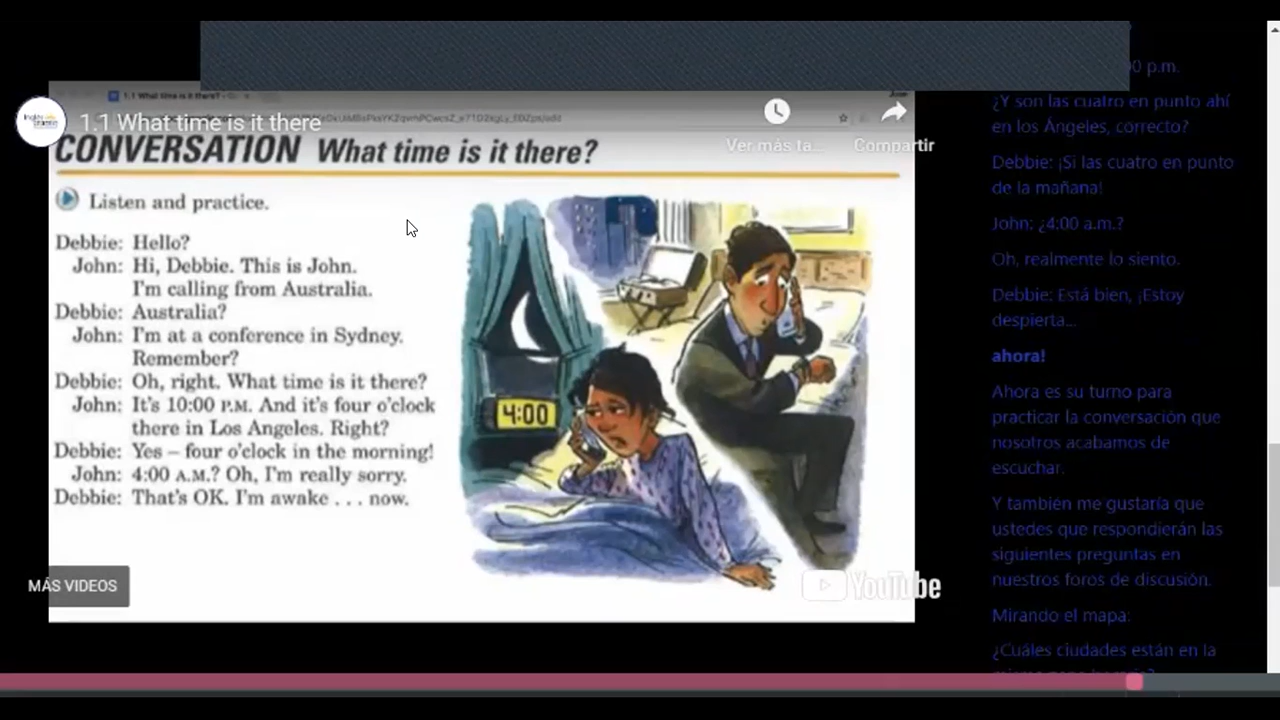 1.1 What time is it there
Ver más ta...
Compartir
CONVERSATION What time is it there?
Listen and practice.
Debbie: Hello?
John: Hi, Debbie. This is John.
I'm calling from Australia.
Debbie: Australia?
John: I'm at a conference in Sydney.
Remember?
Debbie: Oh, right. What time is it there?
John: It's 10:00 P.M. And it's four o'clock
there in Los Angeles. Right?
Debbie: Yes – four o'clock in the morning!
John: 4:00 A.M.? Oh, I'm really sorry.
Debbie: That's OK. I'm awake . . . now.
4:00
MÁS VIDEOS
YouTube
p.m.
¿Y son las cuatro en punto ahí
en los Ángeles, correcto?
Debbie: ¡Si las cuatro en punto
de la mañana!
John: ¿4:00 a.m.?
Oh, realmente lo siento.
Debbie: Está bien, ¡Estoy
despierta...
ahora!
Ahora es su turno para
practicar la conversación que
nosotros acabamos de
escuchar.
Y también me gustaría que
ustedes que respondierán las
siguientes preguntas en
nuestros foros de discusión.
Mirando el mapa:
¿Cuáles ciudades están en la